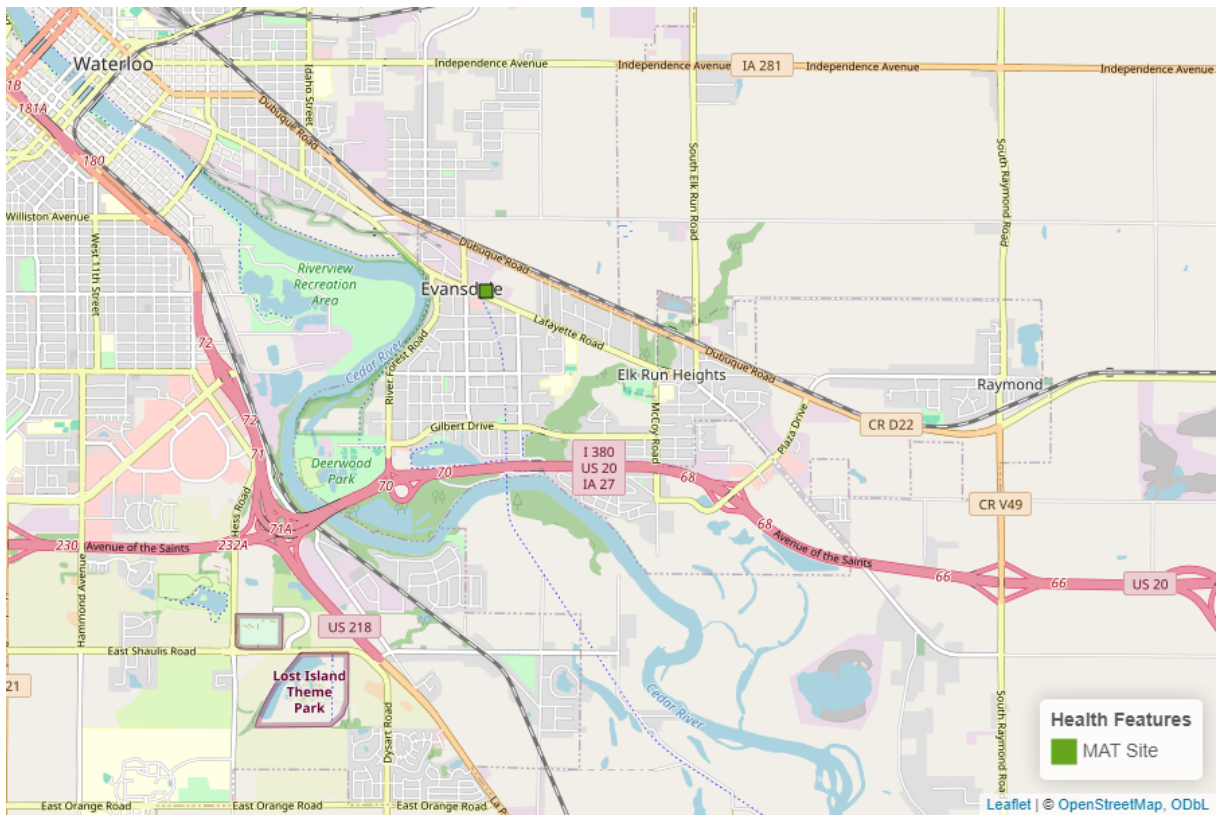 Waterloo
Idaho Street
Independence Avenue
Independence Avenue
IA 281
Independence Avenue
Independence Avenue
1B
181A
180
Dubuque Road
South Elk Run Road
South Raymond Road
Williston Avenue
West 11th Street
Riverview
Recreation
Area
Dubuque Road
Lafayette Road
Cedar River
River Forest Road
72
Elk Run Heights
Dubuque Road
Raymond
72
71
Gilbert Drive
McCoy Road
Plaza Drive
CR D22
Deerwood
Park
70
70
I 380
US 20
IA 27
68
68
CR V49
Hess Road
71A
230
Avenue of the Saints
232A
Avenue of the Saints
66
66
US 20
Hammond Avenue
US 218
East Shaulis Road
Lost Island
Theme
Park
21
Cedar River
Dysart Road
South Raymond Roa
Health Features
MAT Site
East Orange Road
East Orange Road
East Orange Road
La P
Leaflet | © OpenStreetMap, ODbL